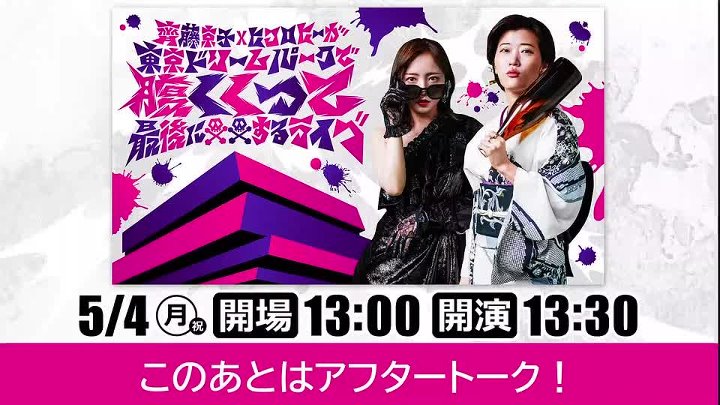 齊藤京子×ヒコロヒーが
東京ドリームパークで
腹くくって
最後に☠☠するライブ
5/4 月 祝 開場 13:00 開演 13:30
このあとはアフタートーク！